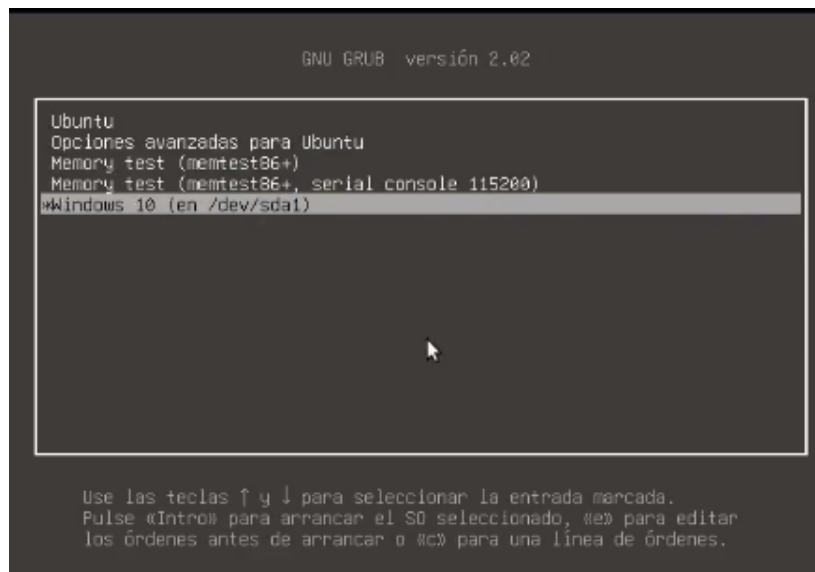 GNU GRUB versión 2.02
Ubuntu
Opciones avanzadas para Ubuntu
Memory test (memtest86+)
Memory test (memtest86+, serial console 115200)
*Windows 10 (en /dev/sda1)
Use las teclas ↑ y ↓ para seleccionar la entrada marcada.
Pulse «Intro» para arrancar el SO seleccionado, «e» para editar
los órdenes antes de arrancar o «c» para una línea de órdenes.